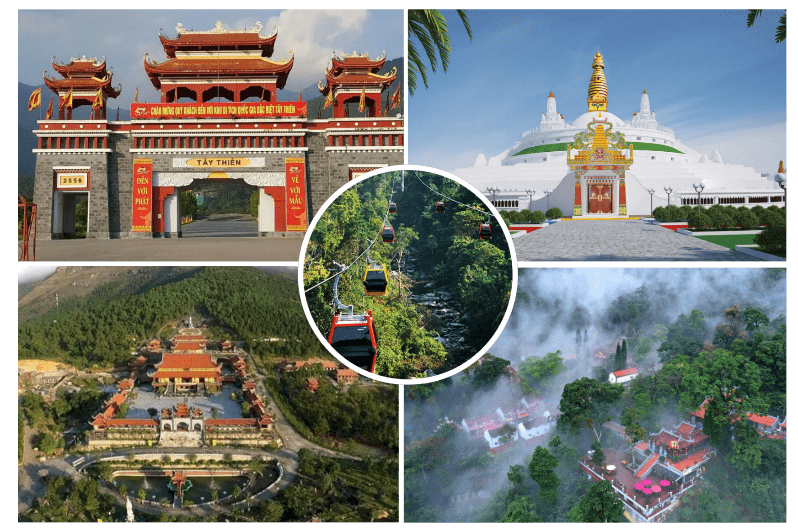 CHÀO MỪNG QUÝ KHÁCH ĐẾN VỚI KHU DI TÍCH QUỐC GIA ĐẶC BIỆT TÂY THIÊN
TÂY THIÊN
2556
ĐẾN VỚI PHẬT
VỀ VỚI MẪU